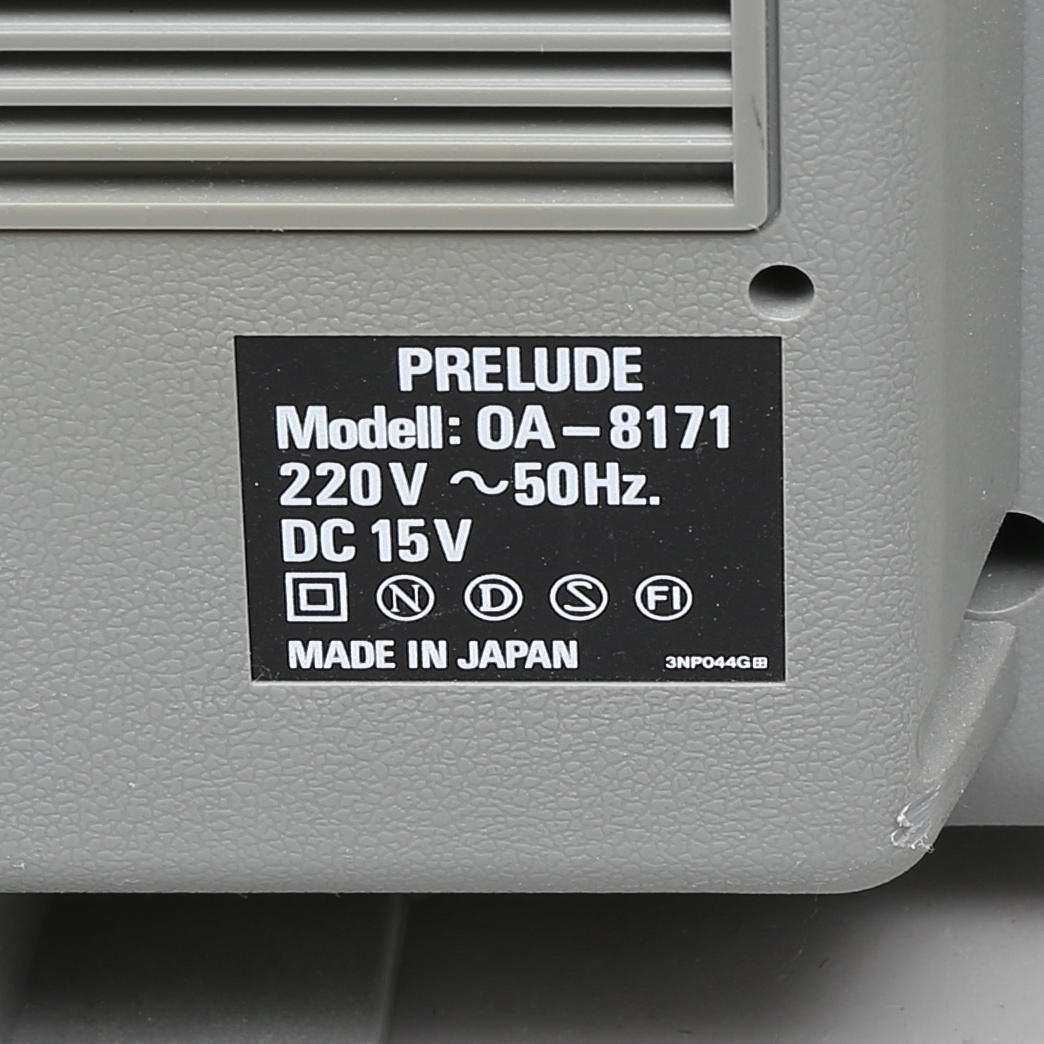 PRELUDE
Modell: OA-8171
220V ~50Hz.
DC 15V
N D S FI
MADE IN JAPAN 3NP044G